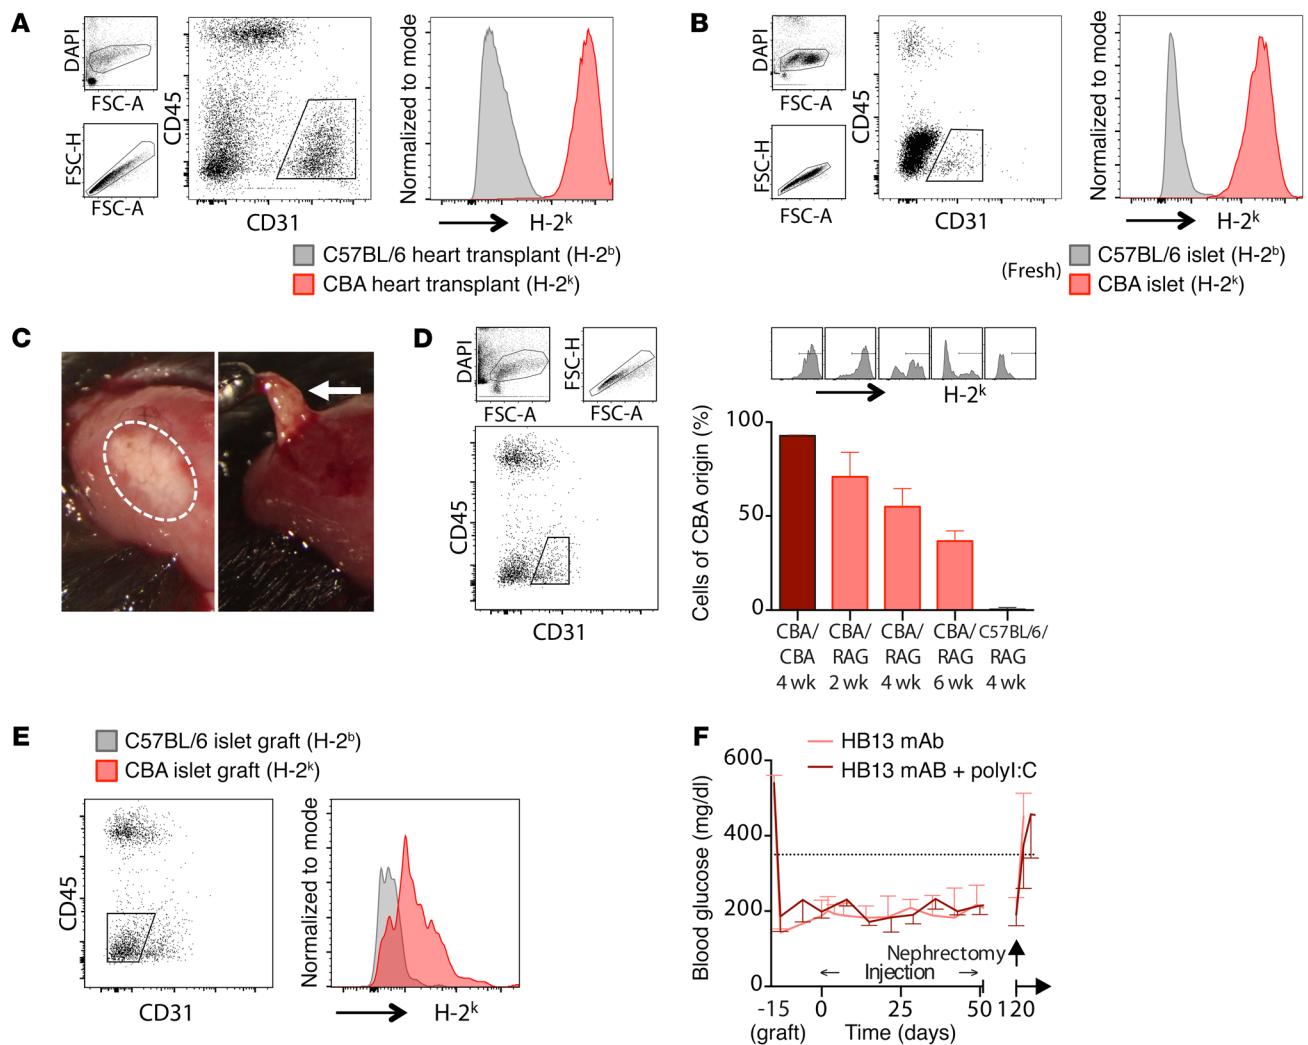 A
DAPI
FSC-A
FSC-H
FSC-A
CD45
CD31
Normalized to mode
H-2ᵏ
C57BL/6 heart transplant (H-2ᵇ)
CBA heart transplant (H-2ᵏ)
B
DAPI
FSC-A
FSC-H
FSC-A
CD45
CD31
Normalized to mode
H-2ᵏ
(Fresh)
C57BL/6 islet (H-2ᵇ)
CBA islet (H-2ᵏ)
C
D
DAPI
FSC-A
FSC-H
FSC-A
CD45
CD31
H-2ᵏ
Cells of CBA origin (%)
100
50
0
CBA/
CBA
4 wk
CBA/
RAG
2 wk
CBA/
RAG
4 wk
CBA/
RAG
6 wk
C57BL/6/
RAG
4 wk
E
C57BL/6 islet graft (H-2ᵇ)
CBA islet graft (H-2ᵏ)
CD45
CD31
Normalized to mode
H-2ᵏ
F
HB13 mAb
HB13 mAB + polyI:C
Blood glucose (mg/dl)
600
400
200
0
Nephrectomy
Injection
-15 0 25 50 120
(graft) Time (days)